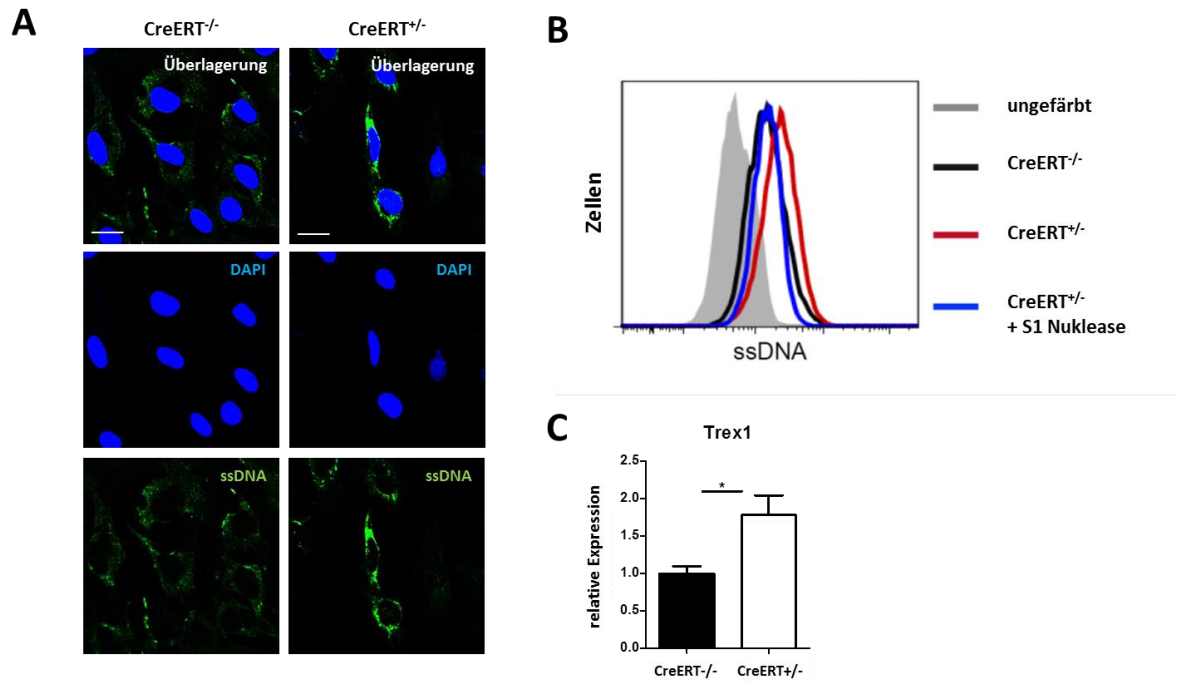 A
CreERT-/-
CreERT+/-
Überlagerung
Überlagerung
DAPI
DAPI
ssDNA
ssDNA
B
Zellen
ssDNA
ungefärbt
CreERT-/-
CreERT+/-
CreERT+/-
+ S1 Nuklease
C
Trex1
relative Expression
2.5
2.0
1.5
1.0
0.5
0.0
*
CreERT-/-
CreERT+/-